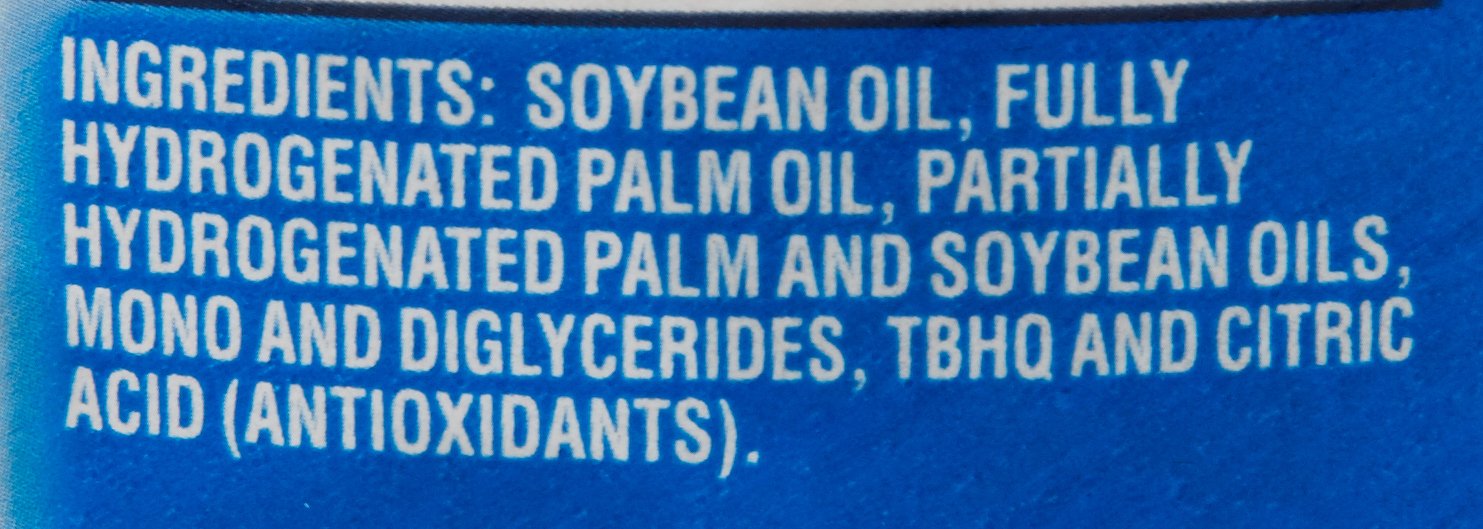 INGREDIENTS: SOYBEAN OIL, FULLY
HYDROGENATED PALM OIL, PARTIALLY
HYDROGENATED PALM AND SOYBEAN OILS,
MONO AND DIGLYCERIDES, TBHQ AND CITRIC
ACID (ANTIOXIDANTS).